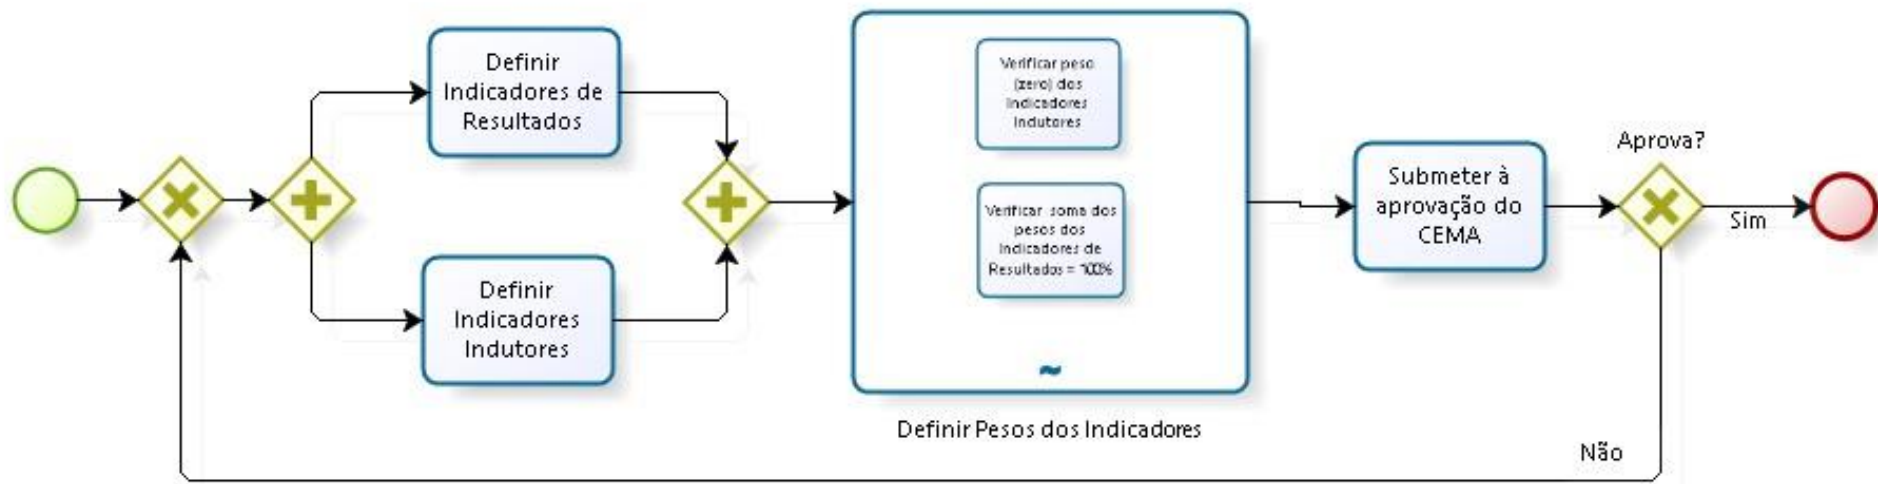 Definir
Indicadores de
Resultados
Definir
Indicadores
Indutores
Verificar peso
(zero) dos
Indicadores
Indutores
Verificar soma dos
pesos dos
Indicadores de
Resultados = 100%
~
Definir Pesos dos Indicadores
Submeter à
aprovação do
CEMA
Aprova?
Sim
Não